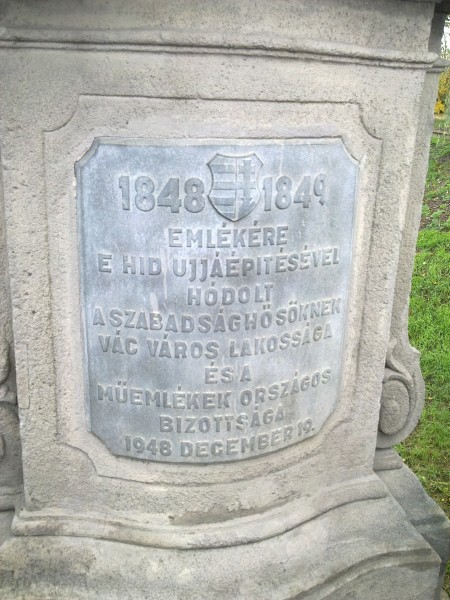 1848 1849
EMLÉKÉRE
E HID UJJÁÉPITÉSÉVEL
HÓDOLT
A SZABADSÁGHŐSÖKNEK
VÁC VÁROS LAKOSSÁGA
ÉS A
MŰEMLÉKEK ORSZÁGOS
BIZOTTSÁGA
1948 DECEMBER 19.